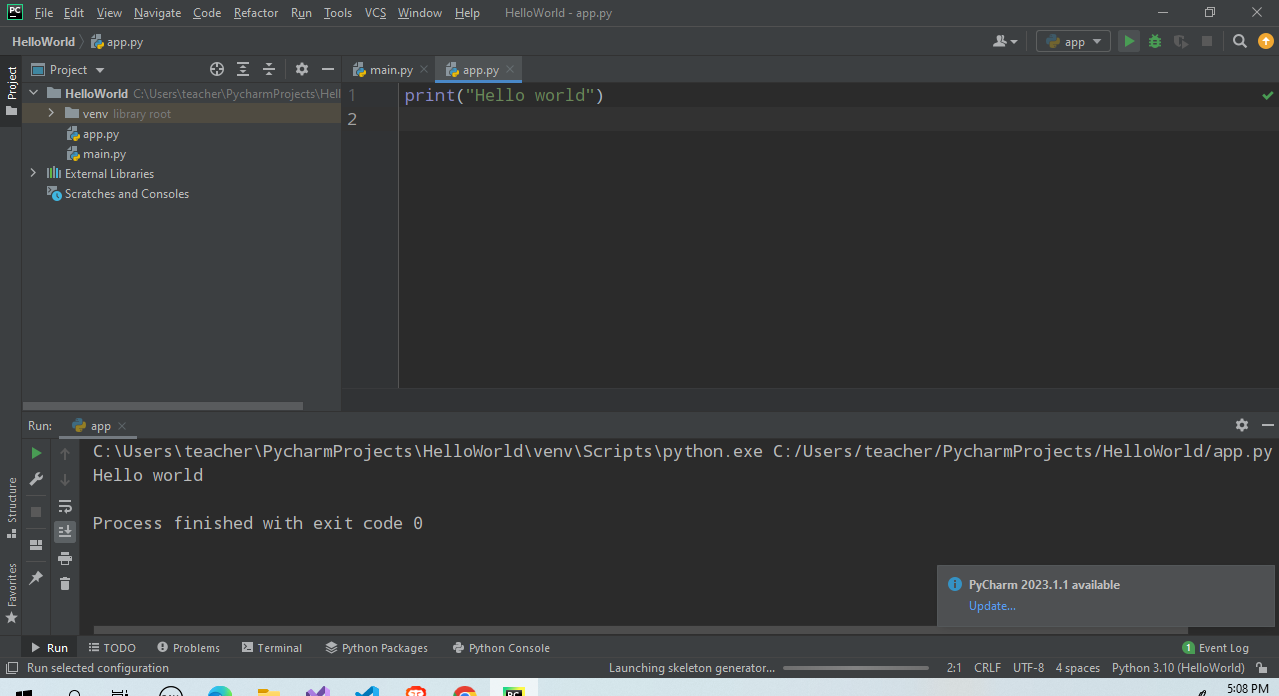 PC File Edit View Navigate Code Refactor Run Tools VCS Window Help HelloWorld - app.py
HelloWorld app.py
app
Project
Project
main.py app.py
HelloWorld C:\Users\teacher\PycharmProjects\Hell
venv library root
app.py
main.py
External Libraries
Scratches and Consoles
1 print("Hello world")
2
Run: app
C:\Users\teacher\PycharmProjects\HelloWorld\venv\Scripts\python.exe C:/Users/teacher/PycharmProjects/HelloWorld/app.py
Hello world
Process finished with exit code 0
Structure
Favorites
PyCharm 2023.1.1 available
Update...
Run TODO Problems Terminal Python Packages Python Console 1 Event Log
Run selected configuration Launching skeleton generator... 2:1 CRLF UTF-8 4 spaces Python 3.10 (HelloWorld)
PC 5:08 PM